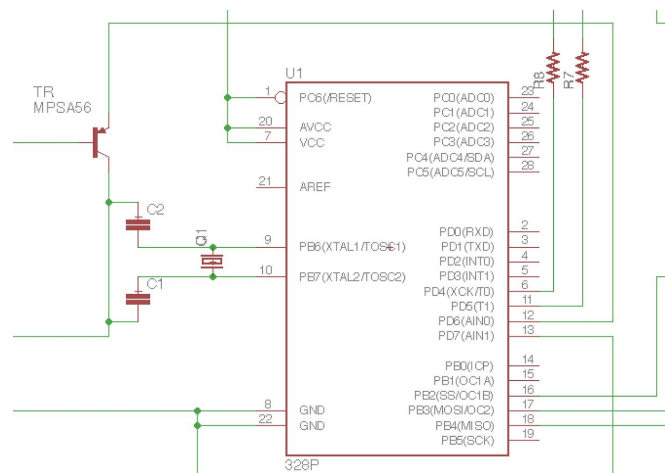 U1
R8
R7
TR
MPSA56
1 PC6(/RESET)
20 AVCC
7 VCC
21 AREF
C2
Q1
9 PB6(XTAL1/TOSC1)
10 PB7(XTAL2/TOSC2)
C1
8 GND
22 GND
PC0(ADC0) 23
PC1(ADC1) 24
PC2(ADC2) 25
PC3(ADC3) 26
PC4(ADC4/SDA) 27
PC5(ADC5/SCL) 28
PD0(RXD) 2
PD1(TXD) 3
PD2(INT0) 4
PD3(INT1) 5
PD4(XCK/T0) 6
PD5(T1) 11
PD6(AIN0) 12
PD7(AIN1) 13
PB0(ICP) 14
PB1(OC1A) 15
PB2(SS/OC1B) 16
PB3(MOSI/OC2) 17
PB4(MISO) 18
PB5(SCK) 19
328P